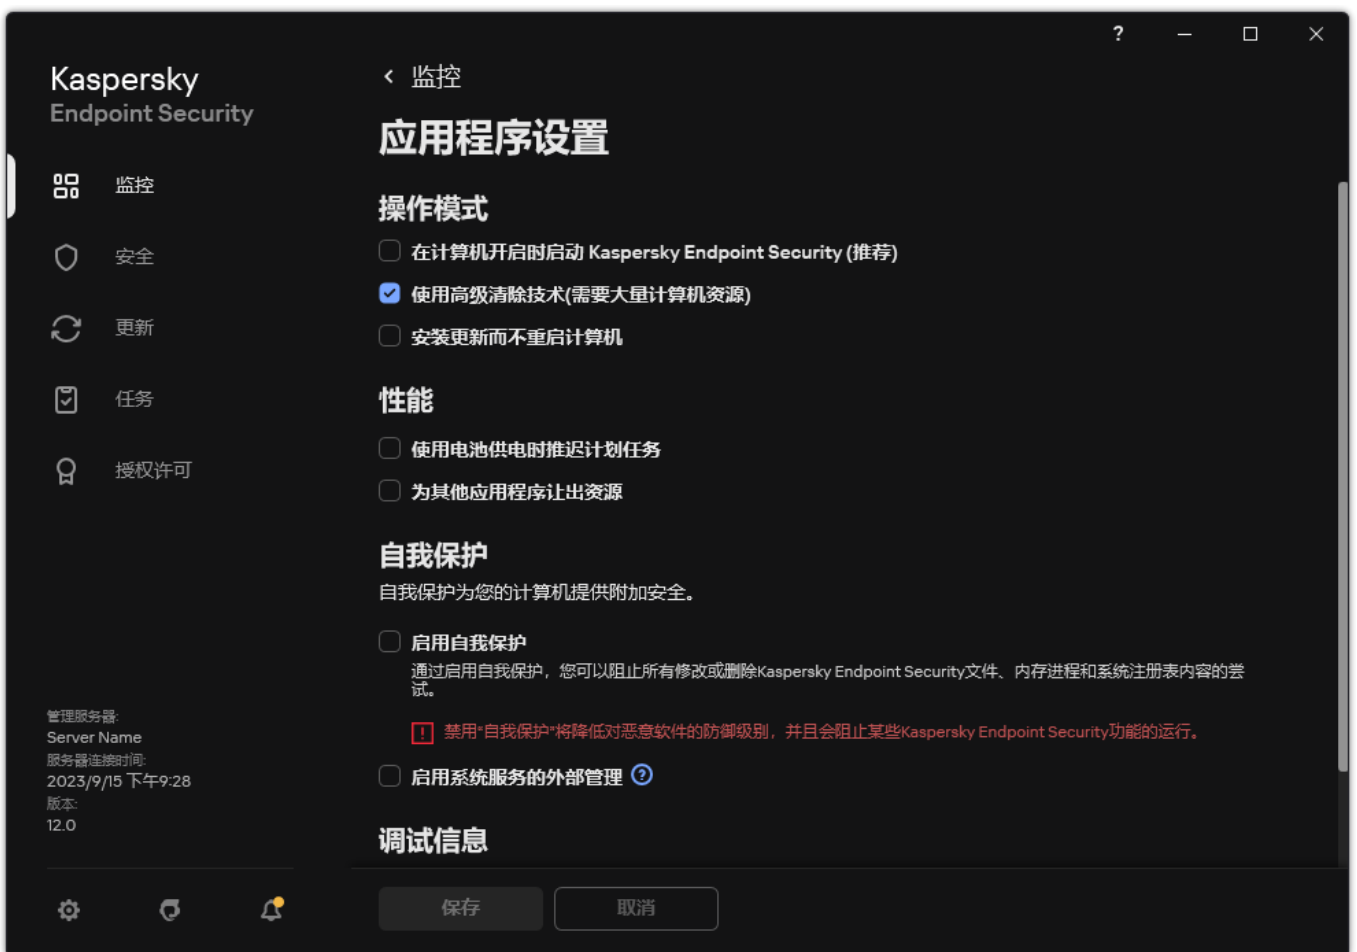 ?
Kaspersky
Endpoint Security
监控
安全
更新
任务
授权许可
管理服务器:
Server Name
服务器连接时间:
2023/9/15 下午9:28
版本:
12.0
监控
应用程序设置
操作模式
在计算机开启时启动 Kaspersky Endpoint Security (推荐)
使用高级清除技术(需要大量计算机资源)
安装更新而不重启计算机
性能
使用电池供电时推迟计划任务
为其他应用程序让出资源
自我保护
自我保护为您的计算机提供附加安全。
启用自我保护
通过启用自我保护，您可以阻止所有修改或删除Kaspersky Endpoint Security文件、内存进程和系统注册表内容的尝
试。
禁用“自我保护”将降低对恶意软件的防御级别，并且会阻止某些Kaspersky Endpoint Security功能的运行。
启用系统服务的外部管理 ?
调试信息
保存
取消